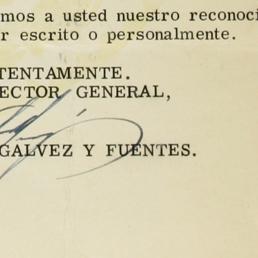 mos a usted nuestro reconoci
r escrito o personalmente.
TENTAMENTE.
ECTOR GENERAL,
GALVEZ Y FUENTES.